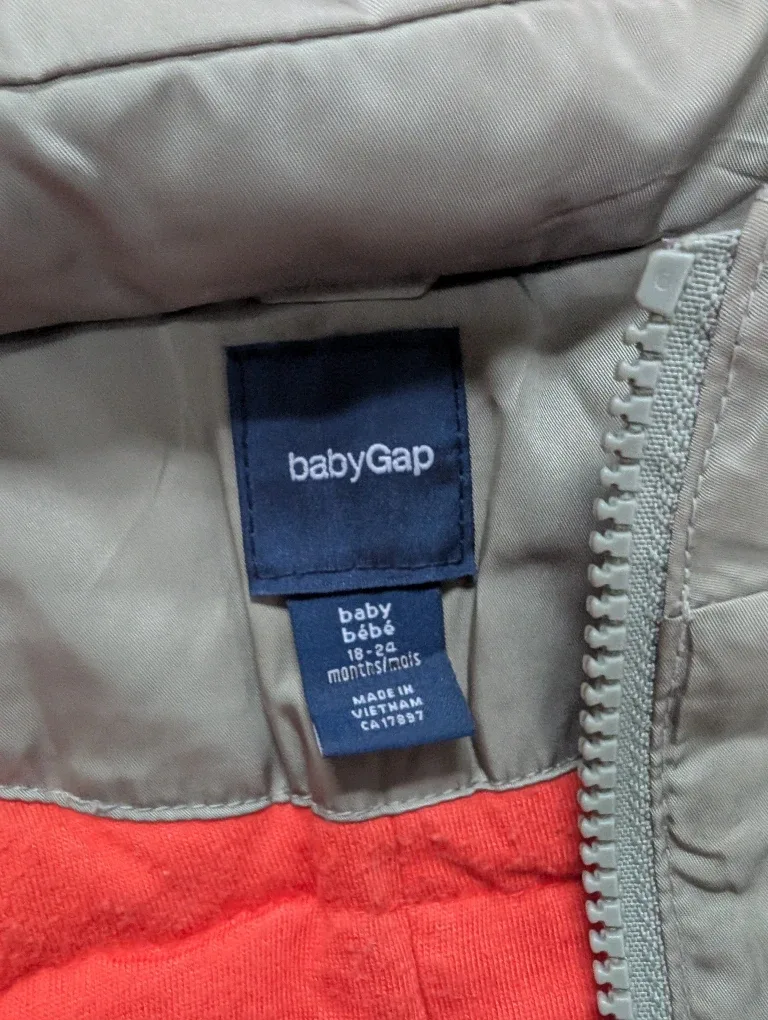 babyGap
baby
bébé
18-24
months/mois
MADE IN
VIETNAM
CA17897